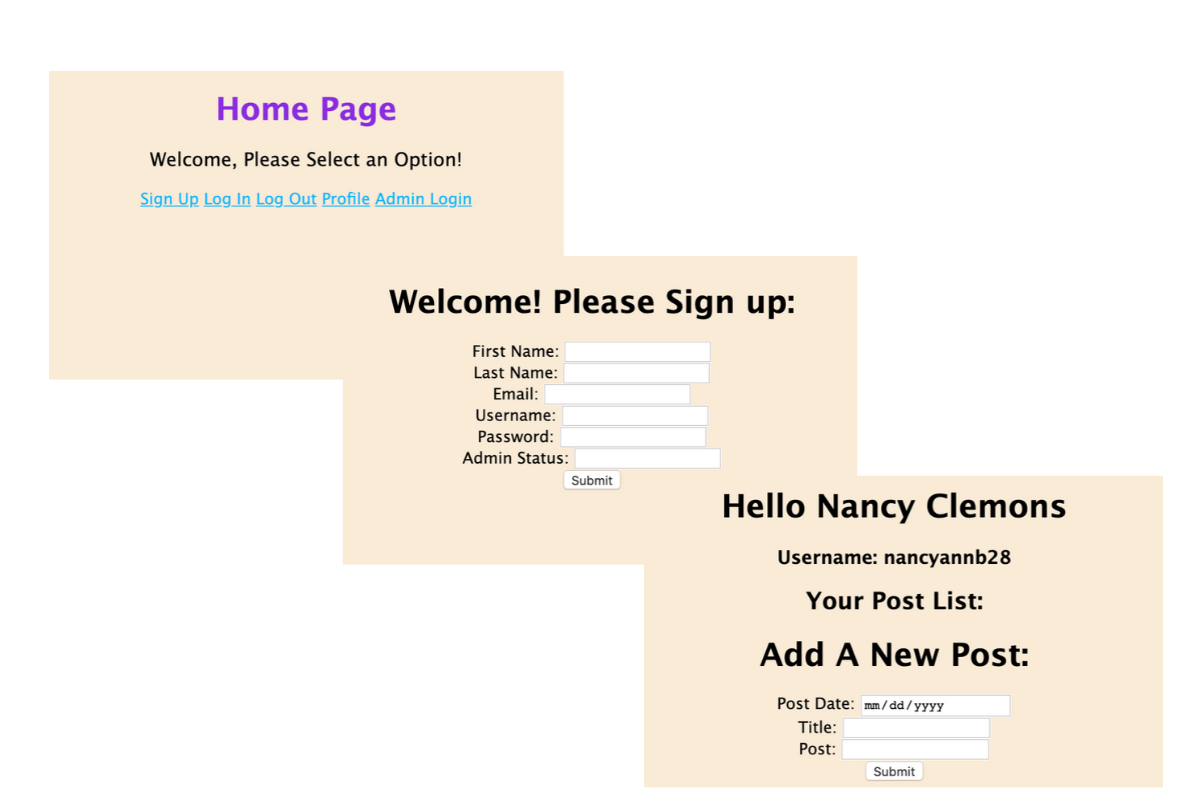 Home Page
Welcome, Please Select an Option!
Sign Up Log In Log Out Profile Admin Login
Welcome! Please Sign up:
First Name:
Last Name:
Email:
Username:
Password:
Admin Status:
Submit
Hello Nancy Clemons
Username: nancyannb28
Your Post List:
Add A New Post:
Post Date: mm/dd/yyyy
Title:
Post:
Submit